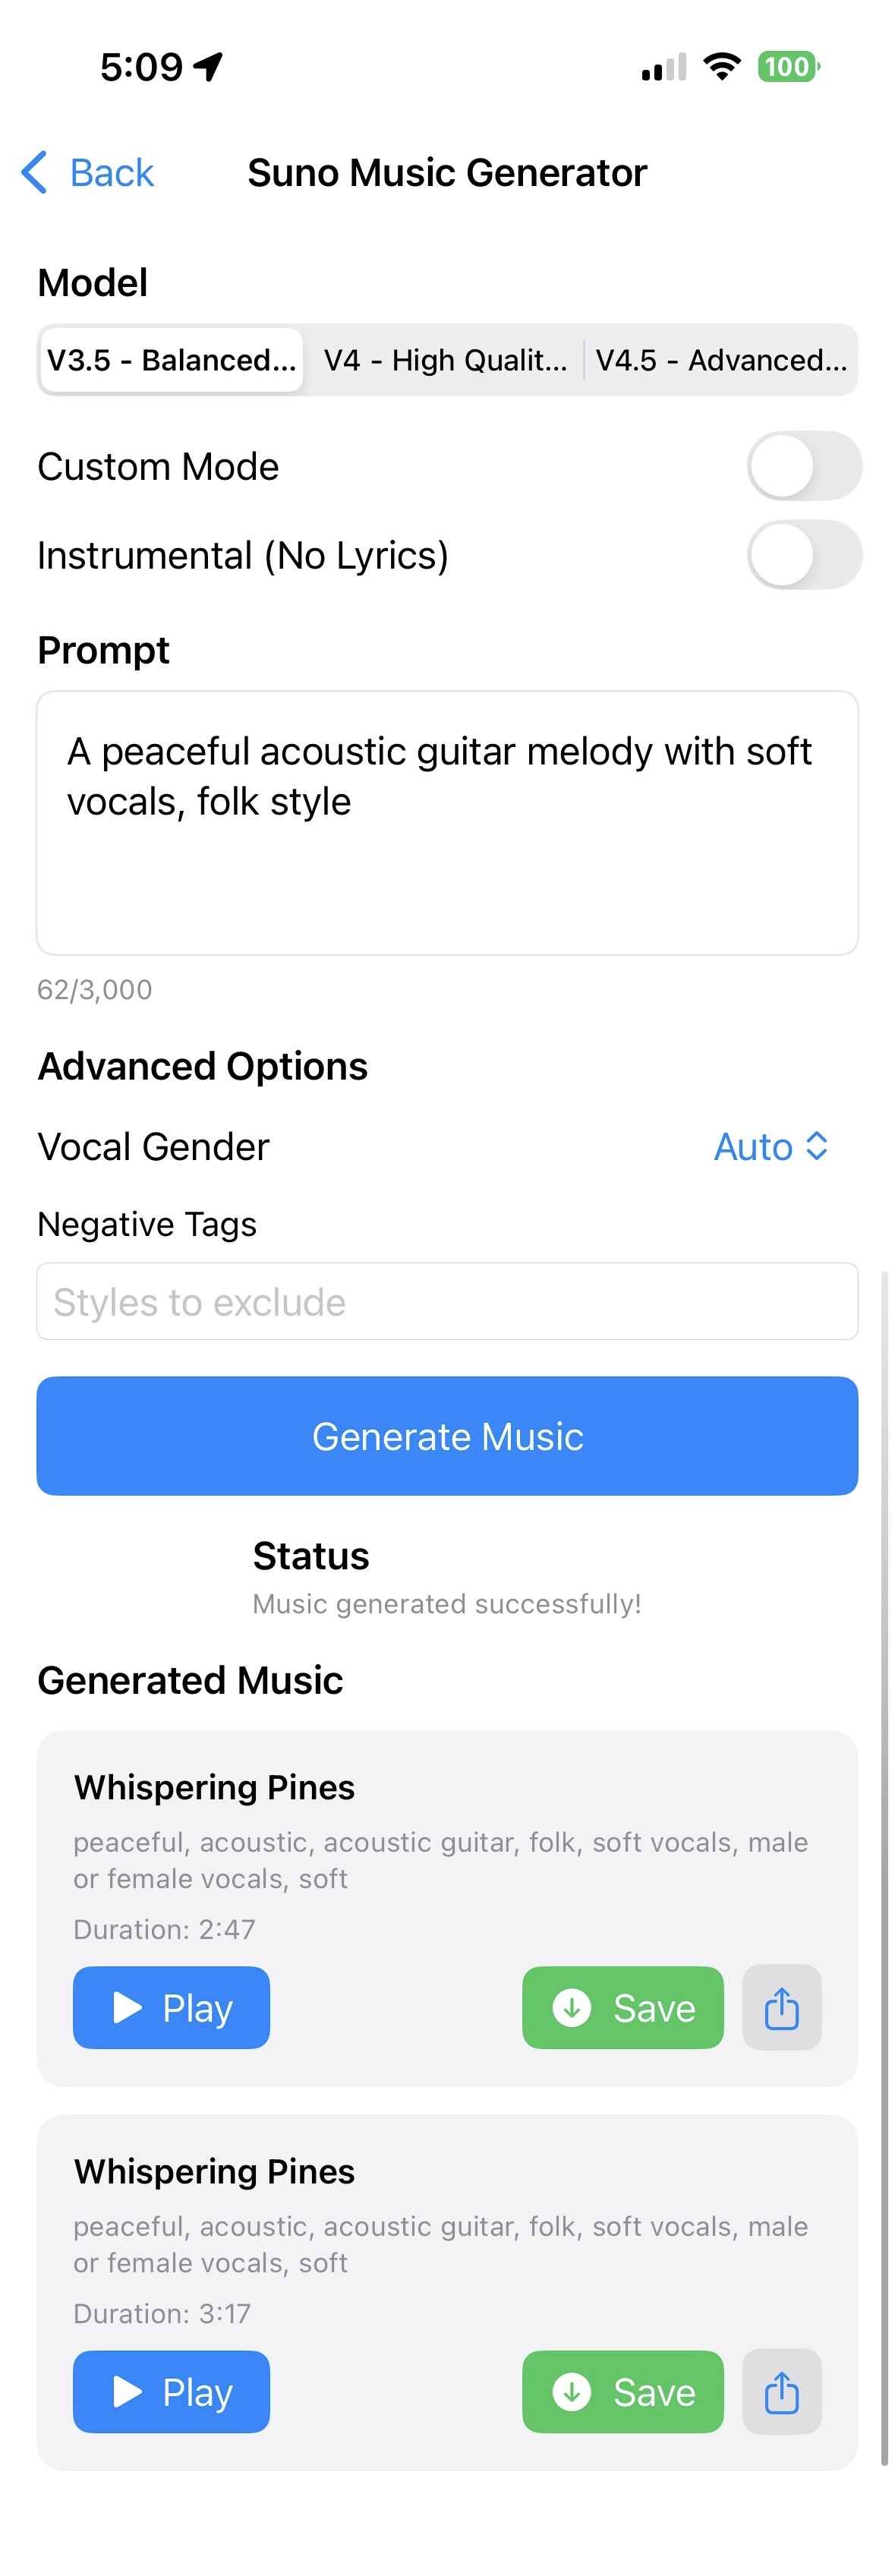 5:09
100
Back
Suno Music Generator
Model
V3.5 - Balanced...
V4 - High Qualit...
V4.5 - Advanced...
Custom Mode
Instrumental (No Lyrics)
Prompt
A peaceful acoustic guitar melody with soft
vocals, folk style
62/3,000
Advanced Options
Vocal Gender
Auto
Negative Tags
Styles to exclude
Generate Music
Status
Music generated successfully!
Generated Music
Whispering Pines
peaceful, acoustic, acoustic guitar, folk, soft vocals, male
or female vocals, soft
Duration: 2:47
Play
Save
Whispering Pines
peaceful, acoustic, acoustic guitar, folk, soft vocals, male
or female vocals, soft
Duration: 3:17
Play
Save